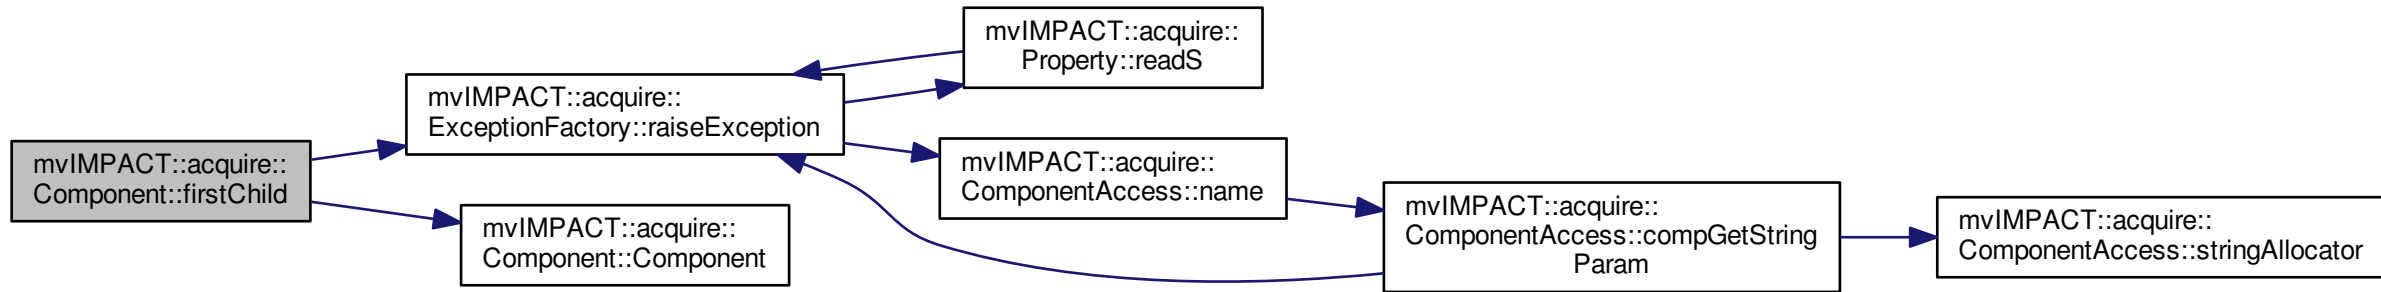 mvIMPACT::acquire::
Component::firstChild
mvIMPACT::acquire::
ExceptionFactory::raiseException
mvIMPACT::acquire::
Component::Component
mvIMPACT::acquire::
Property::readS
mvIMPACT::acquire::
ComponentAccess::name
mvIMPACT::acquire::
ComponentAccess::compGetString
Param
mvIMPACT::acquire::
ComponentAccess::stringAllocator